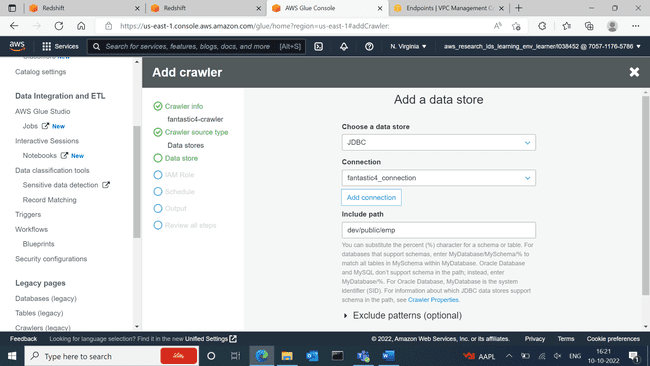 Redshift
Redshift
AWS Glue Console
Endpoints | VPC Management Co
https://us-east-1.console.aws.amazon.com/glue/home?region=us-east-1#addCrawler:
aws
Services
Search for services, features, blogs, docs, and more
[Alt+S]
N. Virginia
aws_research_ids_learning_env_learner/I038452 @ 7057-1176-5786
Catalog settings
Data Integration and ETL
AWS Glue Studio
Jobs New
Interactive Sessions
Notebooks New
Data classification tools
Sensitive data detection
Record Matching
Triggers
Workflows
Blueprints
Security configurations
Legacy pages
Databases (legacy)
Tables (legacy)
Crawlers (legacy)
Add crawler
Crawler info
fantastic4-crawler
Crawler source type
Data stores
Data store
IAM Role
Schedule
Output
Review all steps
Add a data store
Choose a data store
JDBC
Connection
fantastic4_connection
Add connection
Include path
dev/public/emp
You can substitute the percent (%) character for a schema or table. For
databases that support schemas, enter MyDatabase/MySchema/% to
match all tables in MySchema within MyDatabase. Oracle Database
and MySQL don't support schema in the path; instead, enter
MyDatabase/%. For Oracle Database, MyDatabase is the system
identifier (SID). For information about which JDBC data stores support
schema in the path, see Crawler Properties.
Exclude patterns (optional)
Feedback
Looking for language selection? Find it in the new Unified Settings
© 2022, Amazon Web Services, Inc. or its affiliates.
Privacy
Terms
Cookie preferences
Type here to search
AAPL
ENG
16:21
10-10-2022